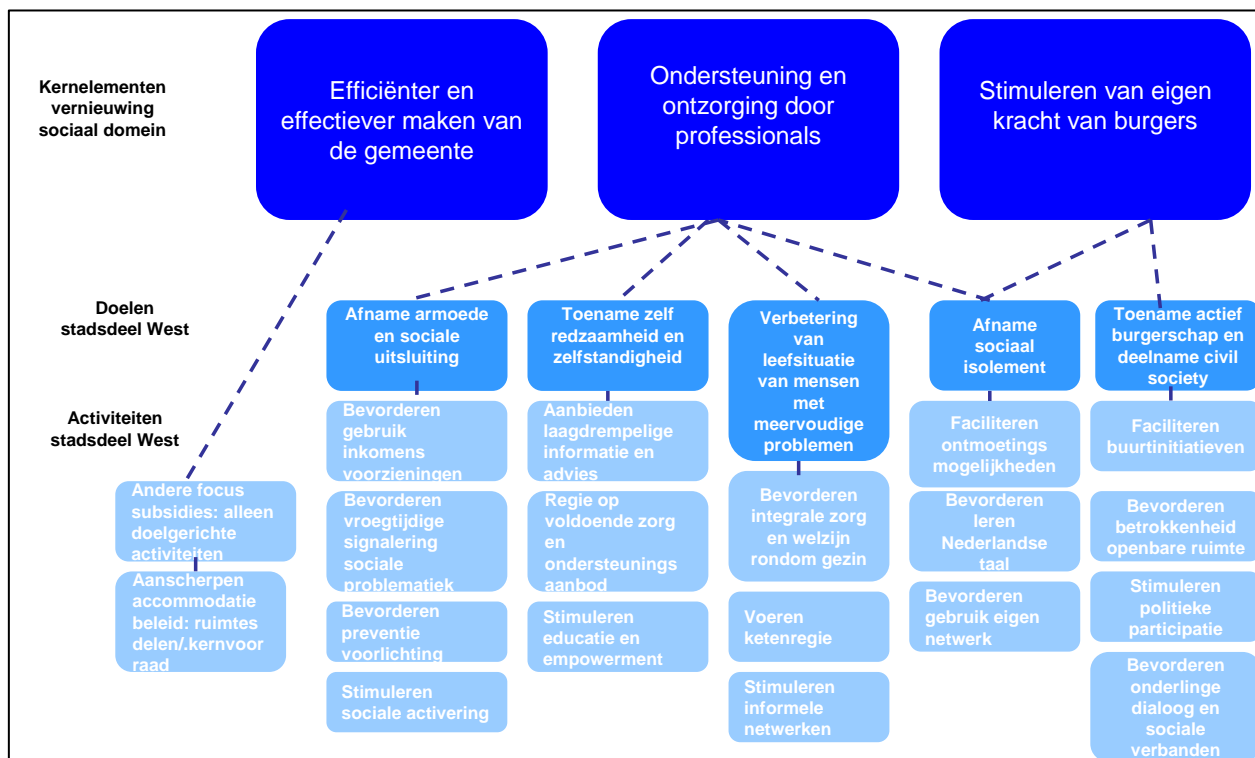 Kernelementen
vernieuwing
sociaal domein
Efficiënter en
effectiever maken van
de gemeente
Ondersteuning en
ontzorging door
professionals
Stimuleren van eigen
kracht van burgers
Doelen
stadsdeel West
Afname armoede
en sociale
uitsluiting
Toename zelf
redzaamheid en
zelfstandigheid
Verbetering
van
leefsituatie
van mensen
met
meervoudige
problemen
Afname
sociaal
isolement
Toename actief
burgerschap en
deelname civil
society
Activiteiten
stadsdeel West
Andere focus
subsidies: alleen
doelgerichte
activiteiten
Aanscherpen
accommodatie
beleid: ruimtes
delen/.kernvoor
raad
Bevorderen
gebruik
inkomens
voorzieningen
Bevorderen
vroegtijdige
signalering
sociale
problematiek
Bevorderen
preventie
voorlichting
Stimuleren
sociale activering
Aanbieden
laagdrempelige
informatie en
advies
Regie op
voldoende zorg
en
ondersteunings
aanbod
Stimuleren
educatie en
empowerment
Bevorderen
integrale zorg
en welzijn
rondom gezin
Voeren
ketenregie
Stimuleren
informele
netwerken
Faciliteren
ontmoetings
mogelijkheden
Bevorderen
leren
Nederlandse
taal
Bevorderen
gebruik eigen
netwerk
Faciliteren
buurtinitiatieven
Bevorderen
betrokkenheid
openbare ruimte
Stimuleren
politieke
participatie
Bevorderen
onderlinge
dialoog en
sociale
verbanden